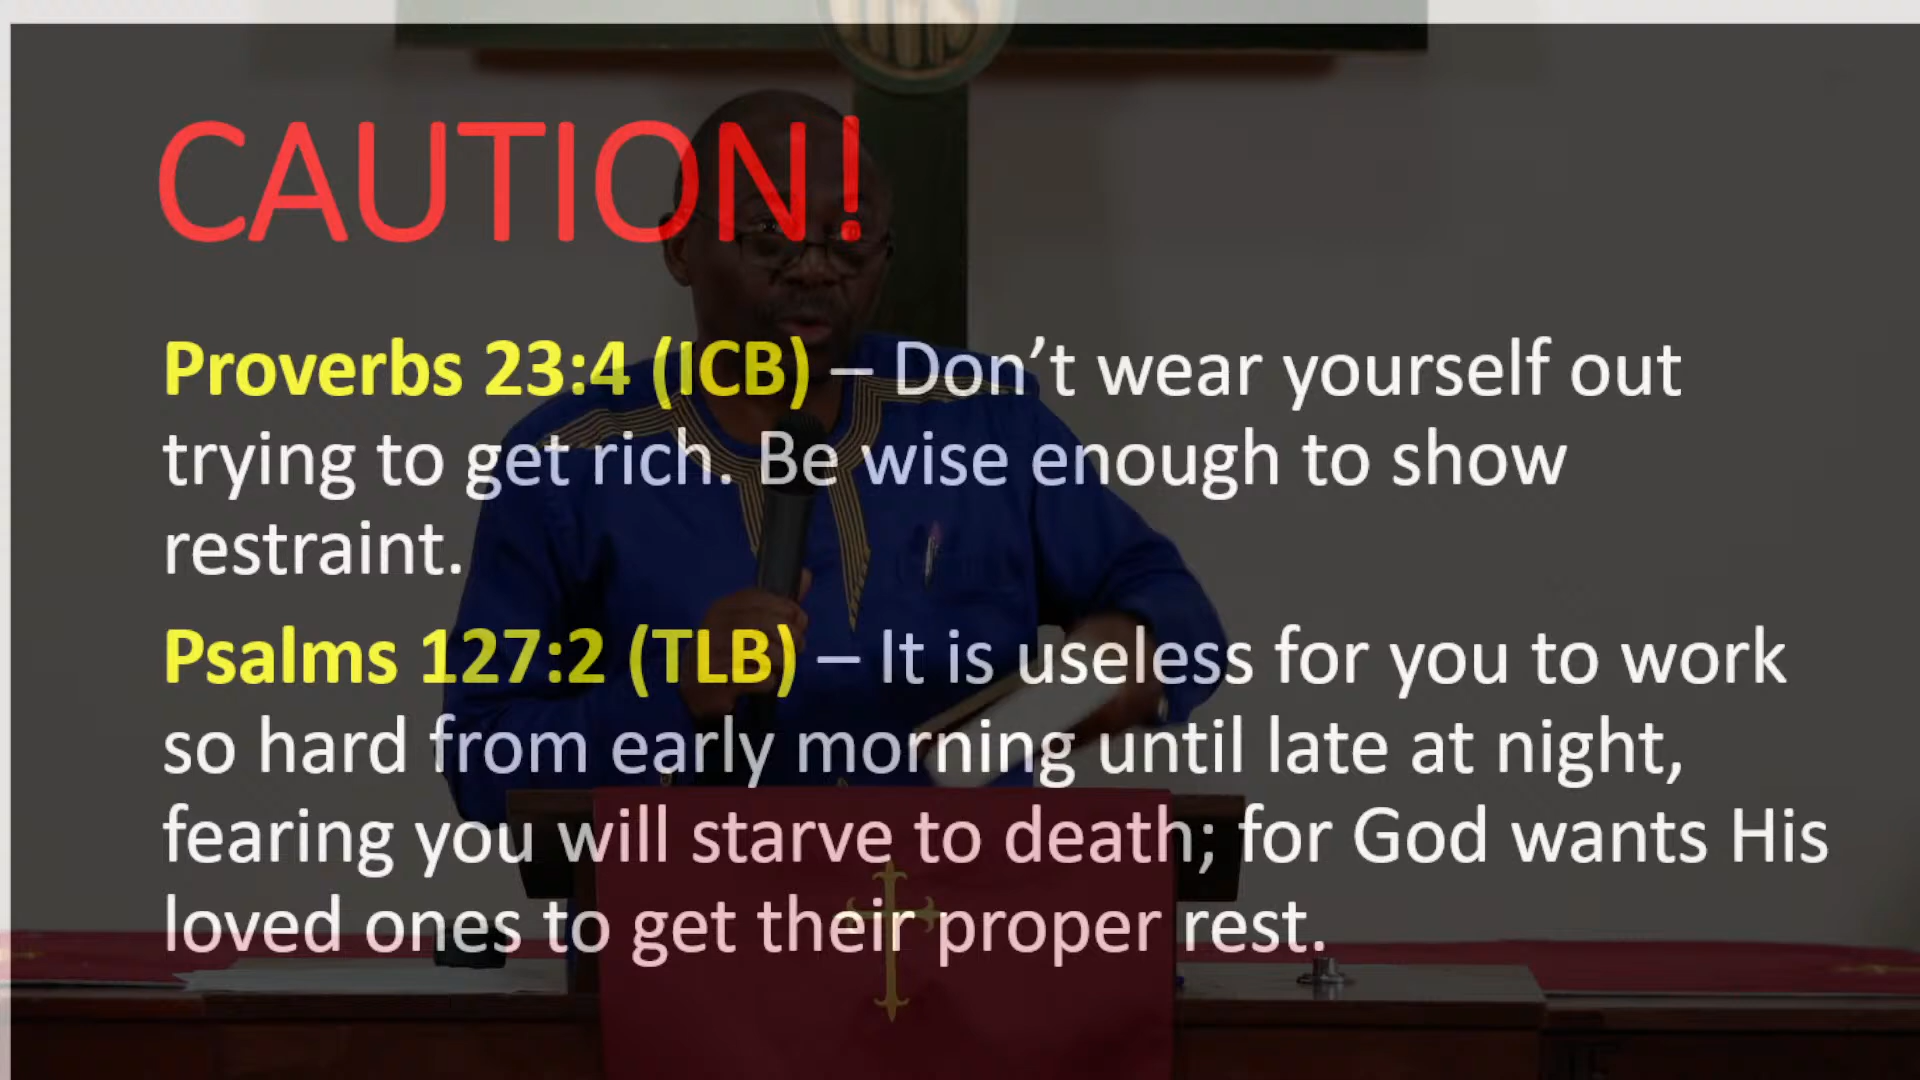 CAUTION!
Proverbs 23:4 (ICB) – Don’t wear yourself out
trying to get rich. Be wise enough to show
restraint.
Psalms 127:2 (TLB) – It is useless for you to work
so hard from early morning until late at night,
fearing you will starve to death; for God wants His
loved ones to get their proper rest.